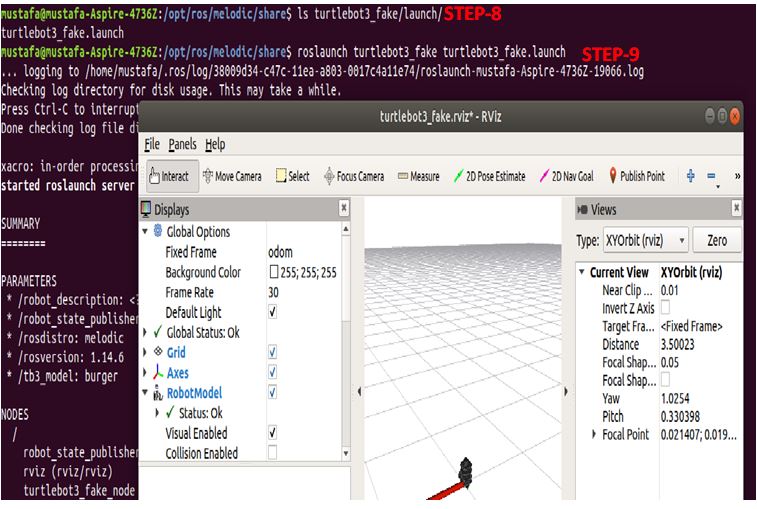 mustafa@mustafa-Aspire-4736Z:/opt/ros/melodic/share$ ls turtlebot3_fake/launch/ STEP-8
turtlebot3_fake.launch
mustafa@mustafa-Aspire-4736Z:/opt/ros/melodic/share$ roslaunch turtlebot3_fake turtlebot3_fake.launch STEP-9
... logging to /home/mustafa/.ros/log/38009d34-c47c-11ea-a803-0017c4a11e74/roslaunch-mustafa-Aspire-4736Z-19066.log
Checking log directory for disk usage. This may take a while.
Press Ctrl-C to interrupt
Done checking log file di
xacro: in-order processin
started roslaunch server
SUMMARY
========
PARAMETERS
* /robot_description: <?
* /robot_state_publisher
* /rosdistro: melodic
* /rosversion: 1.14.6
* /tb3_model: burger
NODES
/
robot_state_publisher
rviz (rviz/rviz)
turtlebot3_fake_node
turtlebot3_fake.rviz* - RViz
File Panels Help
Interact Move Camera Select Focus Camera Measure 2D Pose Estimate 2D Nav Goal Publish Point »
Displays
Global Options
Fixed Frame odom
Background Color 255; 255; 255
Frame Rate 30
Default Light
Global Status: Ok
Grid
Axes
RobotModel
Status: Ok
Visual Enabled
Collision Enabled
Views
Type: XYOrbit (rviz) Zero
Current View XYOrbit (rviz)
Near Clip ... 0.01
Invert Z Axis
Target Fra... <Fixed Frame>
Distance 3.50023
Focal Shap... 0.05
Focal Shap...
Yaw 1.0254
Pitch 0.330398
Focal Point 0.021407; 0.019...